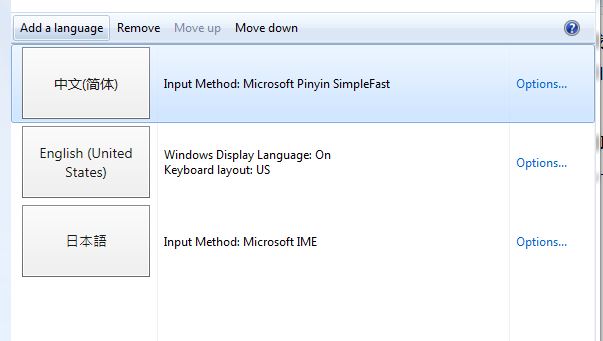 Add a language Remove Move up Move down
中文(简体)
Input Method: Microsoft Pinyin SimpleFast
Options...
English (United
States)
Windows Display Language: On
Keyboard layout: US
Options...
日本語
Input Method: Microsoft IME
Options...